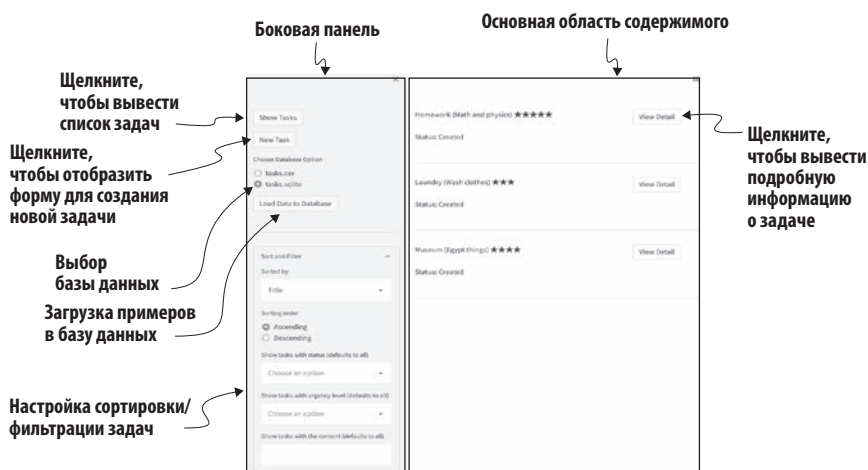 Боковая панель
Основная область содержимого
Щелкните,
чтобы вывести
список задач
Щелкните,
чтобы отобразить
форму для создания
новой задачи
Выбор
базы данных
Загрузка примеров
в базу данных
Настройка сортировки/
фильтрации задач
Show Tasks
New Task
Choose Database Option
tasks.csv
tasks.sqlite
Load Data to Database
Sort and Filter
Sorted by
Title
Sorting order
Ascending
Descending
Show tasks with status (defaults to all)
Choose an option
Show tasks with urgency level (defaults to all)
Choose an option
Show tasks with the content (defaults to all)
Homework (Math and physics) ★★★★★
View Detail
Status: Created
Laundry (Wash clothes) ★★★
View Detail
Status: Created
Museum (Egypt things) ★★★★
View Detail
Status: Created
Щелкните,
чтобы вывести
подробную
информацию
о задаче